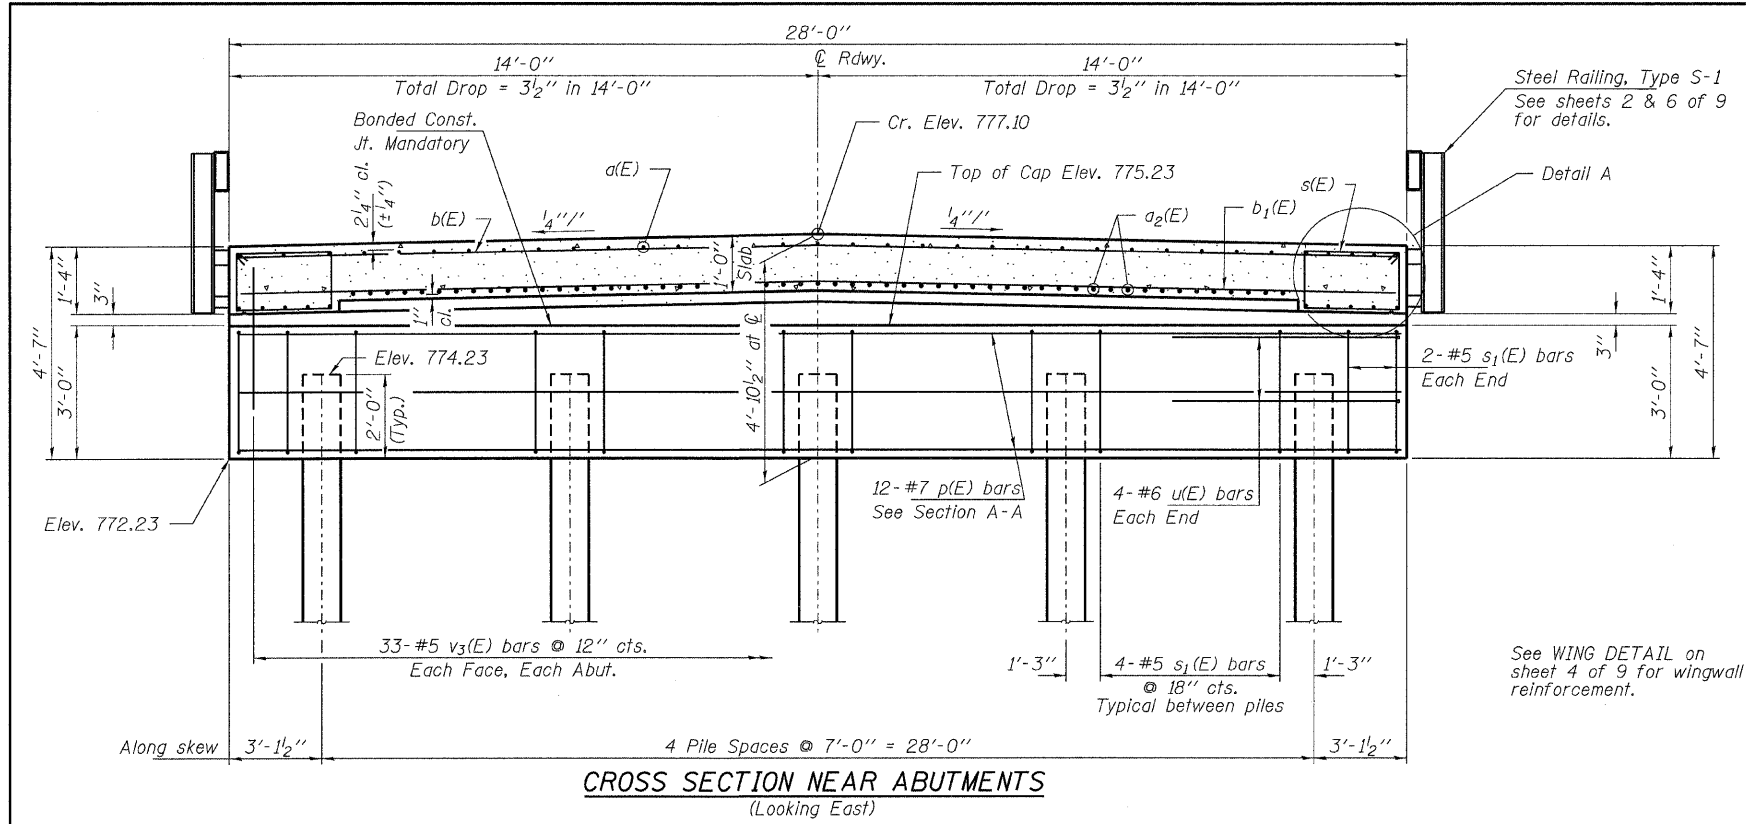 28'-0"
14'-0"
℄ Rdwy.
14'-0"
Total Drop = 3½" in 14'-0"
Total Drop = 3½" in 14'-0"
Steel Railing, Type S-1
See sheets 2 & 6 of 9
for details.
Bonded Const.
Jt. Mandatory
Cr. Elev. 777.10
2¼" cl.
(±¼")
a(E)
Top of Cap Elev. 775.23
s(E)
Detail A
b(E)
¼"/'
¼"/'
a2(E)
b1(E)
1'-0"
Slab
1'-4"
3"
1'-4"
3"
1"
cl.
4'-7"
3'-0"
Elev. 774.23
2'-0"
(Typ.)
4'-10½" at ℄
2-#5 s1(E) bars
Each End
3'-0"
4'-7"
12-#7 p(E) bars
See Section A-A
4-#6 u(E) bars
Each End
Elev. 772.23
33-#5 v3(E) bars @ 12" cts.
Each Face, Each Abut.
1'-3"
4-#5 s1(E) bars
@ 18" cts.
Typical between piles
1'-3"
See WING DETAIL on
sheet 4 of 9 for wingwall
reinforcement.
Along skew
3'-1½"
4 Pile Spaces @ 7'-0" = 28'-0"
3'-1½"
CROSS SECTION NEAR ABUTMENTS
(Looking East)